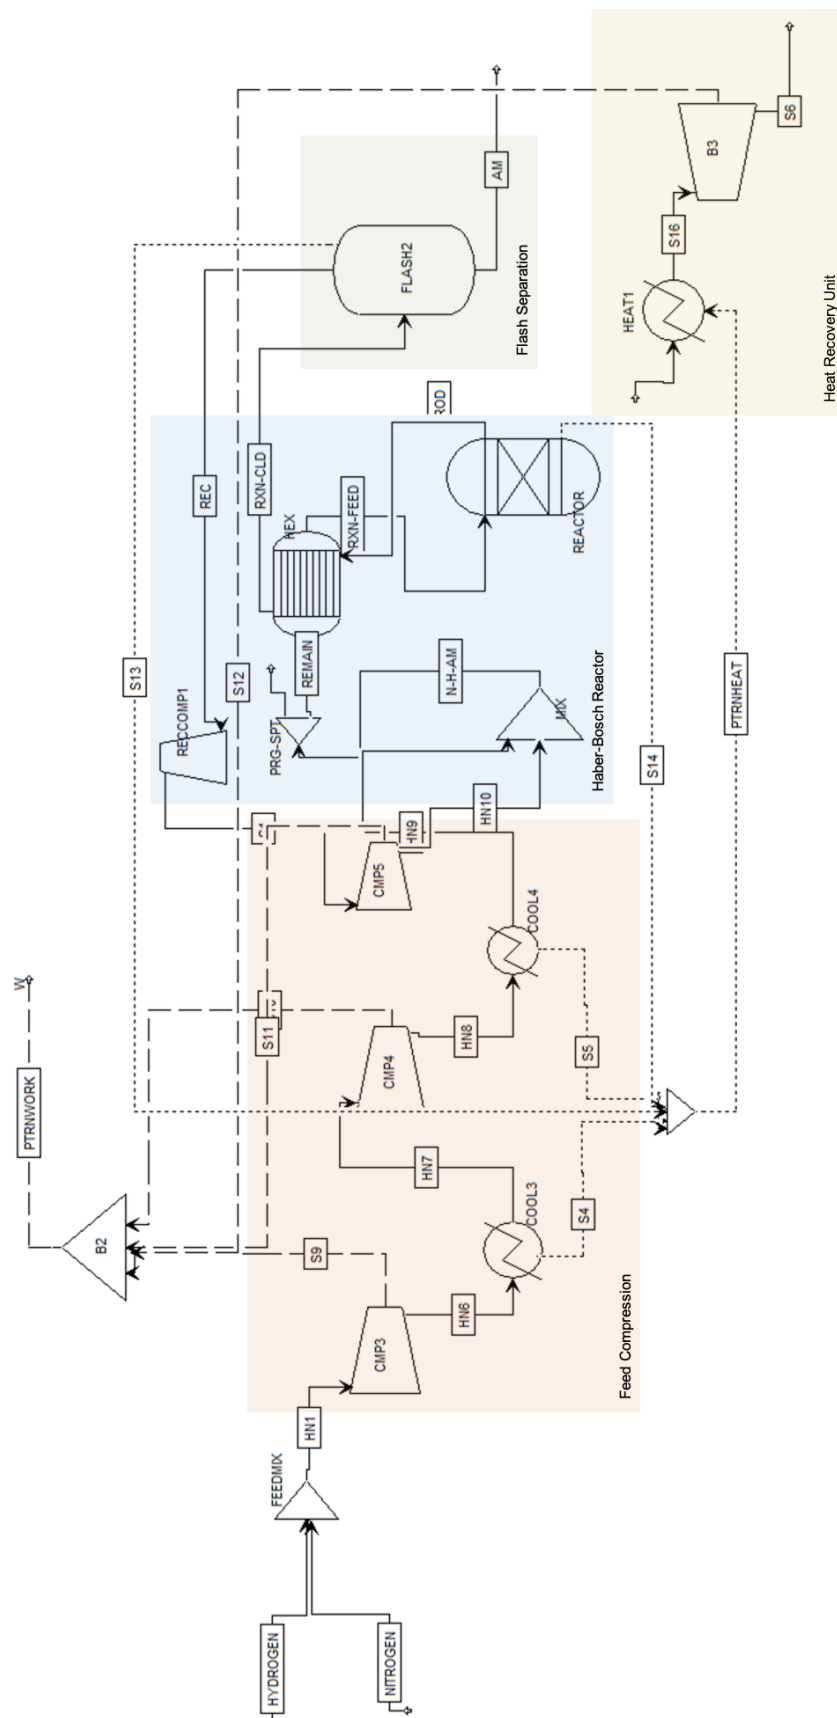 HYDROGEN
NITROGEN
FEEDMIX
HN1
CMP3
HN6
COOL3
HN7
CMP4
HN8
COOL4
CMP5
HN9
HN10
S4
S5
S9
S11
Feed Compression
B2
PTRNWORK
W
S12
S13
S14
PTRNHEAT
RECCOMP1
REC
PRG-SPT
REMAIN
HEX
RXN-CLD
RXN-FEED
N-H-AM
MIX
REACTOR
Haber-Bosch Reactor
FLASH2
AM
Flash Separation
HEAT1
S16
B3
S6
Heat Recovery Unit